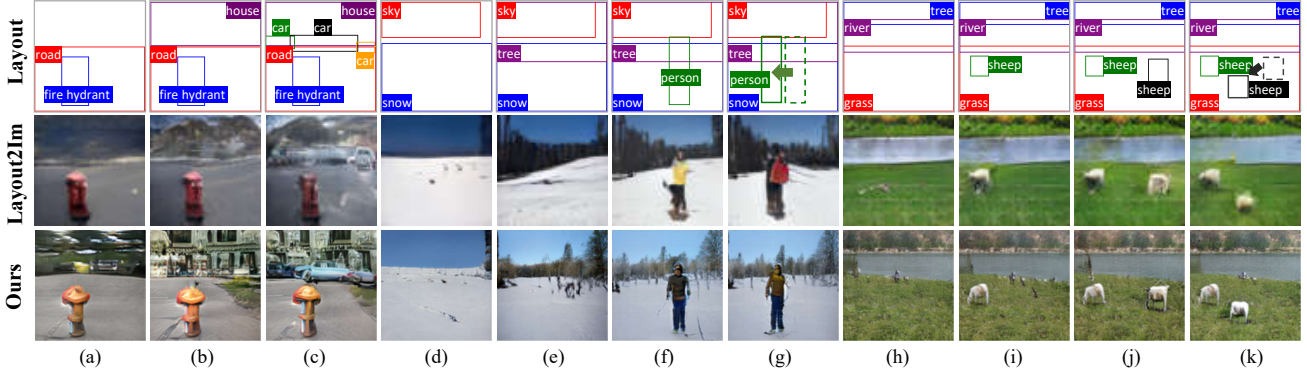 Layout
road
fire hydrant
house
road
fire hydrant
house
car
car
road
car
fire hydrant
sky
snow
sky
tree
snow
sky
tree
person
snow
sky
tree
person
snow
tree
river
grass
tree
river
sheep
grass
tree
river
sheep
sheep
grass
tree
river
sheep
sheep
grass
Layout2Im
Ours
(a) (b) (c) (d) (e) (f) (g) (h) (i) (j) (k)